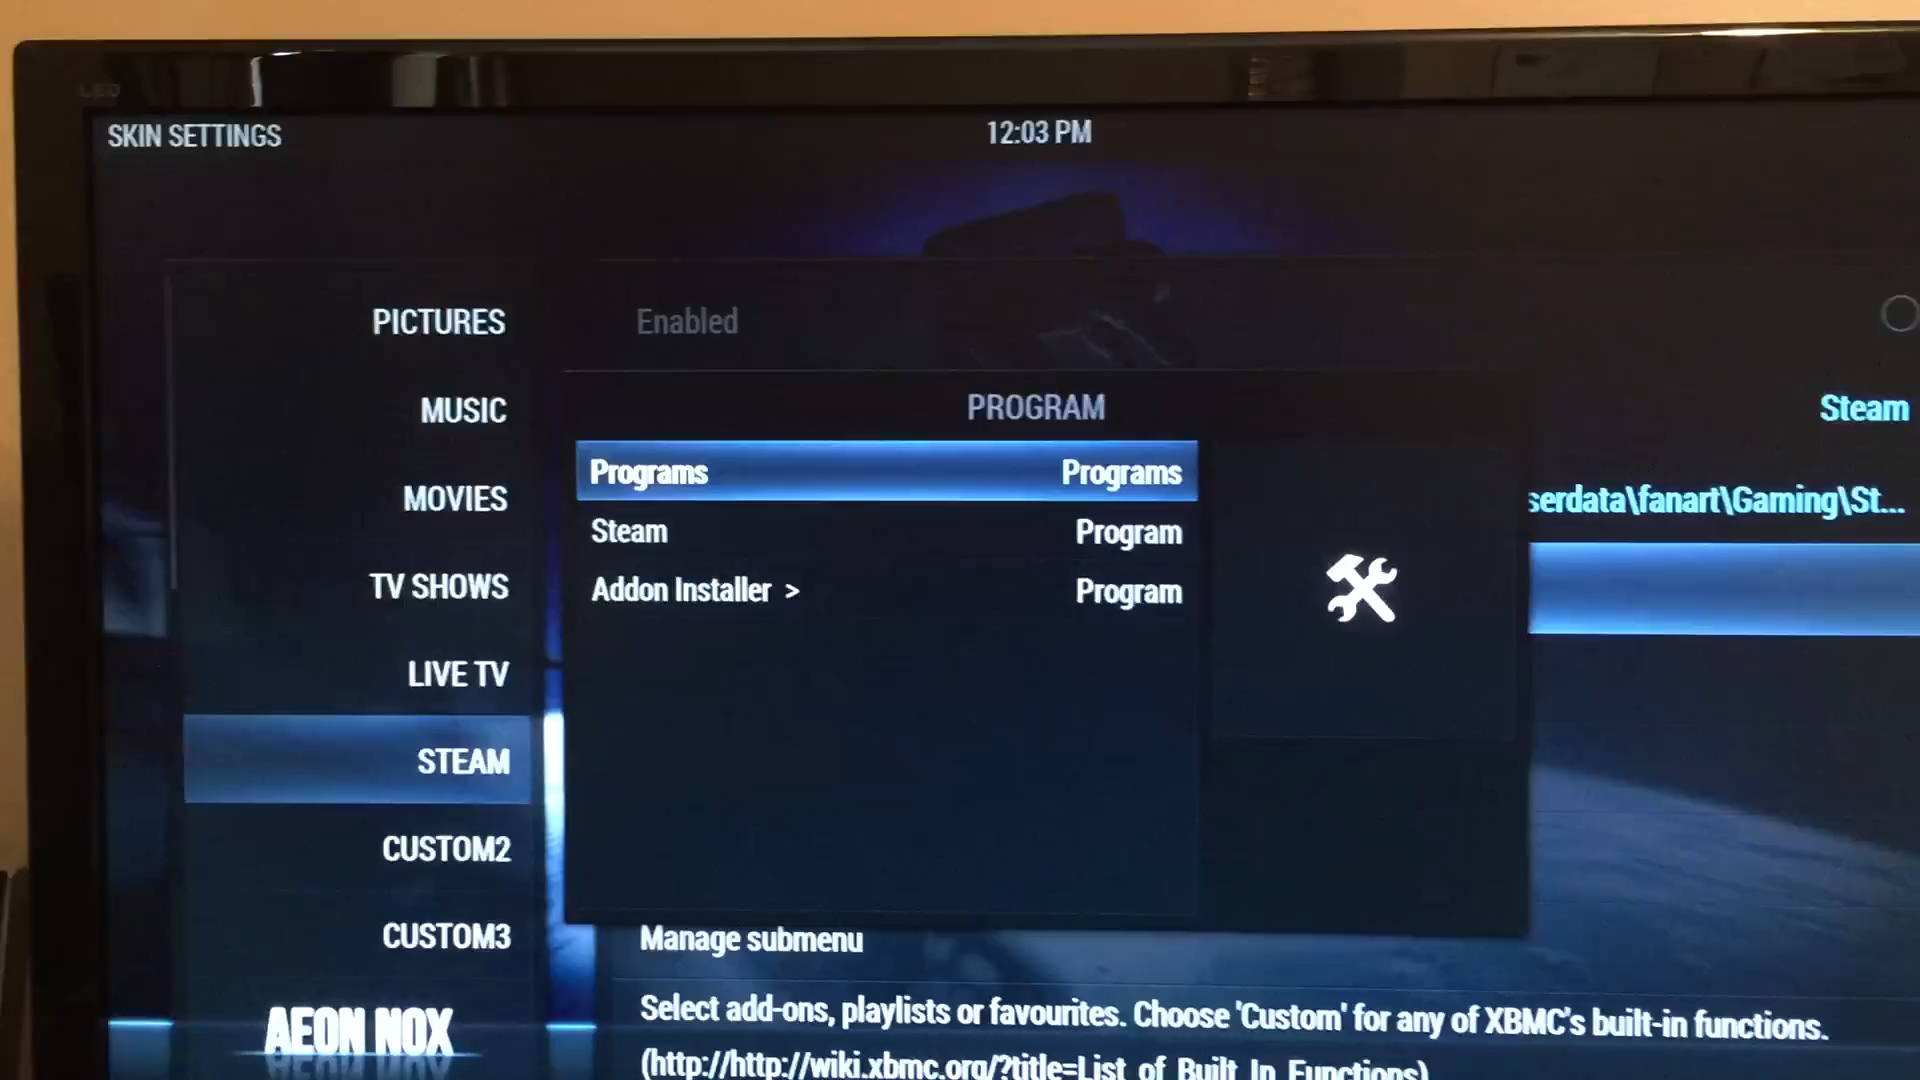 LED
SKIN SETTINGS
12:03 PM
PICTURES
Enabled
MUSIC
PROGRAM
Steam
Programs Programs
MOVIES
serdata\fanart\Gaming\St...
Steam Program
TV SHOWS
Addon Installer > Program
LIVE TV
STEAM
CUSTOM2
CUSTOM3
Manage submenu
AEON NOX
Select add-ons, playlists or favourites. Choose 'Custom' for any of XBMC's built-in functions.
(http://http://wiki.xbmc.org/?title=List_of_Built_In_Functions)